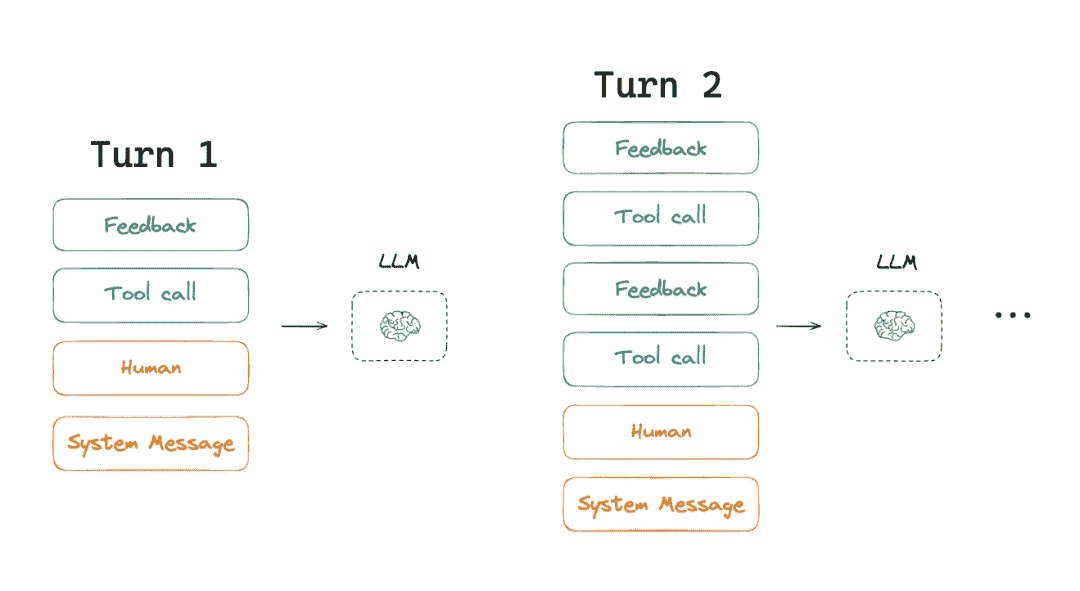 Turn 1
Feedback
Tool call
Human
System Message
LLM
Turn 2
Feedback
Tool call
Feedback
Tool call
Human
System Message
LLM
...